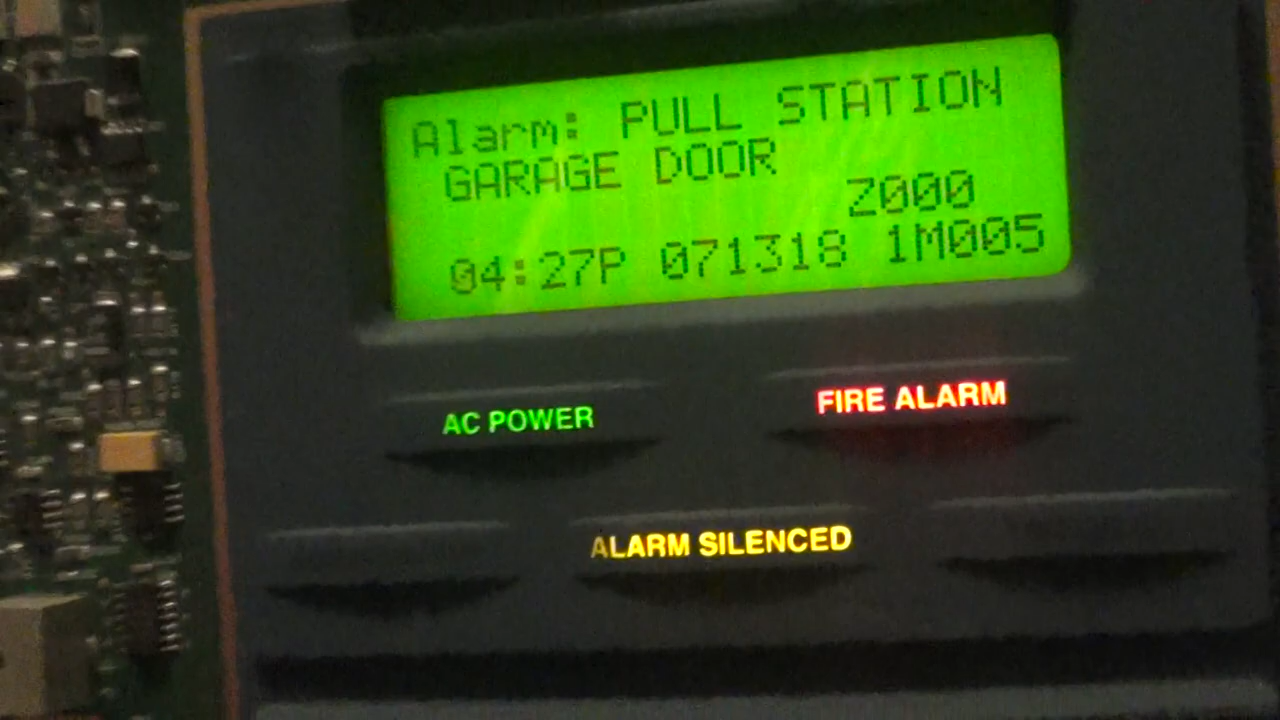 Alarm: PULL STATION
GARAGE DOOR
Z000
04:27P 071318 1M005
AC POWER
FIRE ALARM
ALARM SILENCED